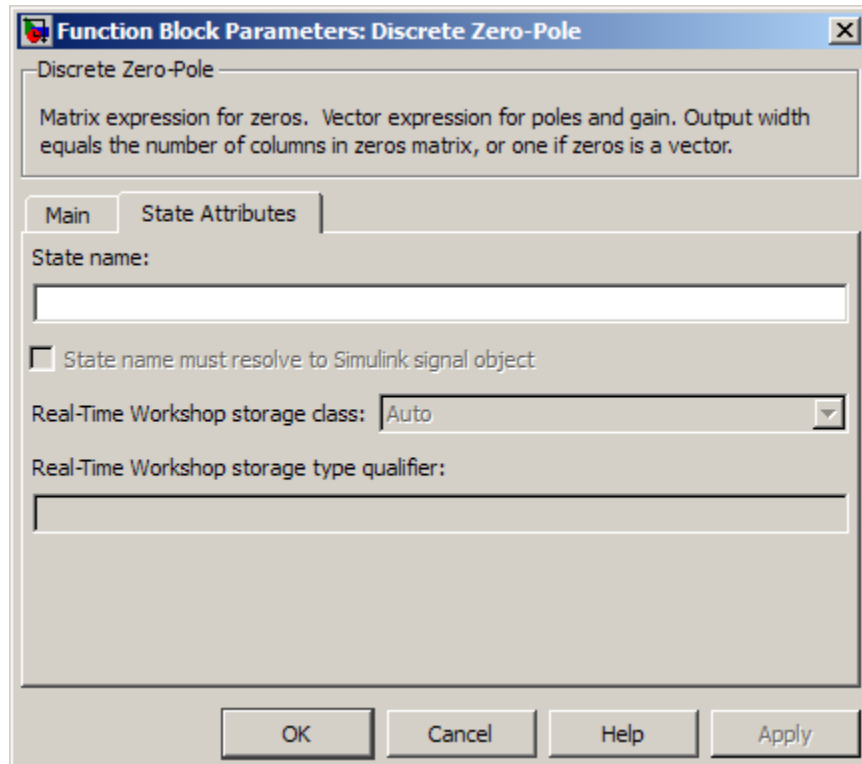 Function Block Parameters: Discrete Zero-Pole
Discrete Zero-Pole
Matrix expression for zeros.  Vector expression for poles and gain. Output width
equals the number of columns in zeros matrix, or one if zeros is a vector.
Main
State Attributes
State name:
State name must resolve to Simulink signal object
Real-Time Workshop storage class: Auto
Real-Time Workshop storage type qualifier:
OK
Cancel
Help
Apply